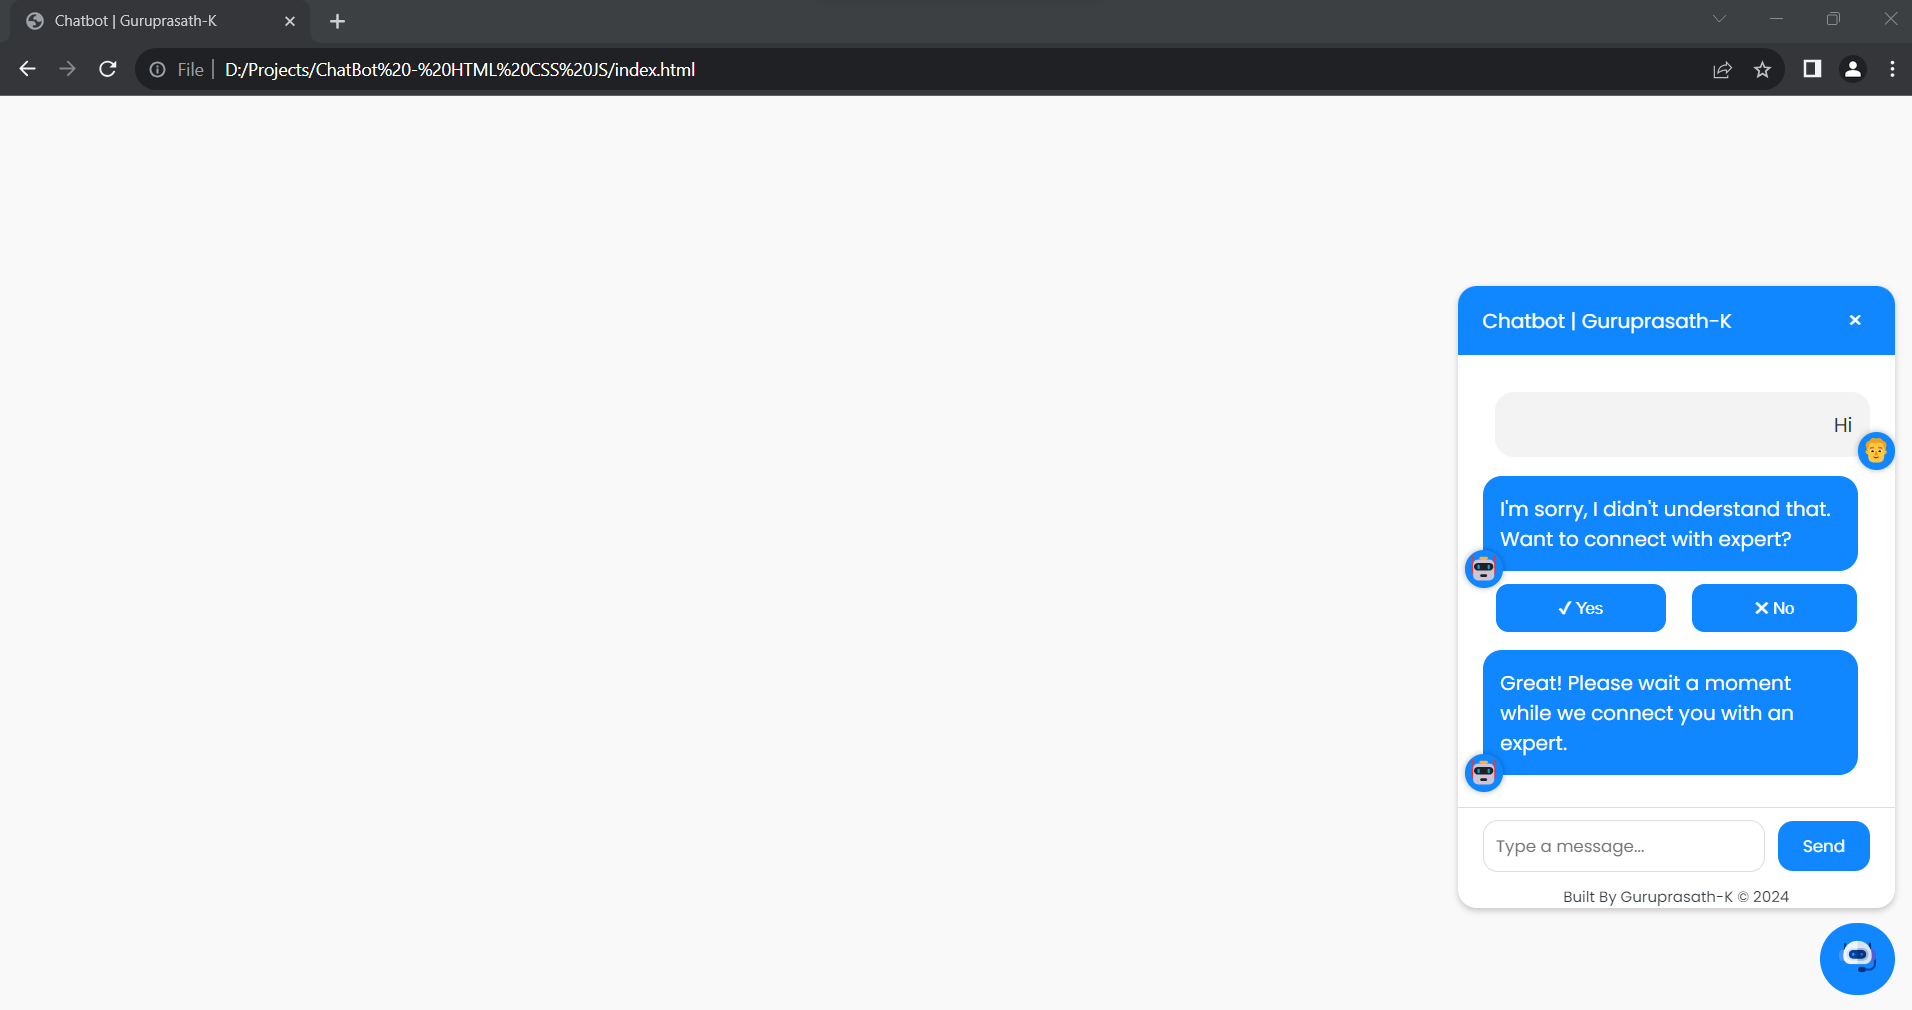 Chatbot | Guruprasath-K
File | D:/Projects/ChatBot%20-%20HTML%20CSS%20JS/index.html
Chatbot | Guruprasath-K
Hi
I'm sorry, I didn't understand that.
Want to connect with expert?
Yes
No
Great! Please wait a moment
while we connect you with an
expert.
Type a message...
Send
Built By Guruprasath-K © 2024